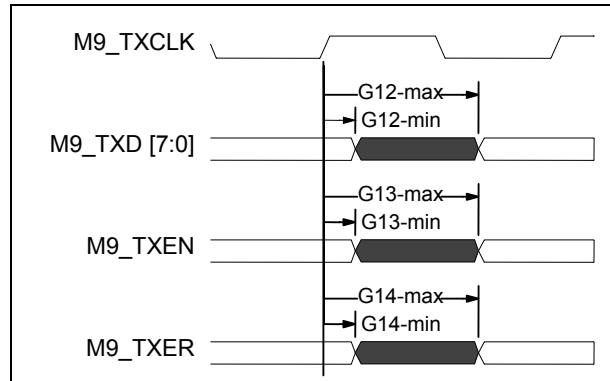 M9_TXCLK
G12-max
G12-min
M9_TXD [7:0]
G13-max
G13-min
M9_TXEN
G14-max
G14-min
M9_TXER